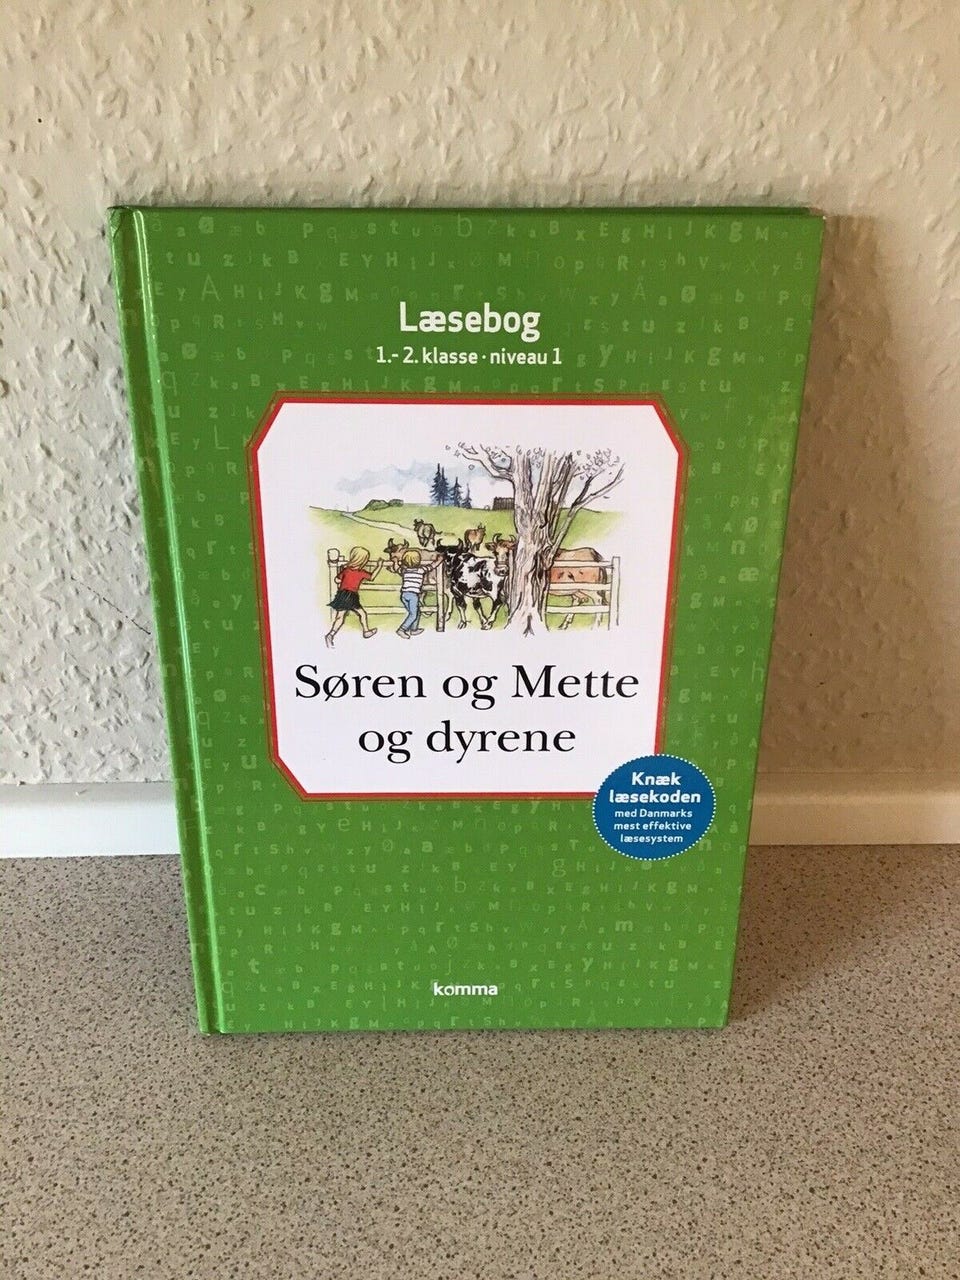 Læsebog
1.- 2. klasse · niveau 1
Søren og Mette
og dyrene
Knæk
læsekoden
med Danmarks
mest effektive
læsesystem
komma